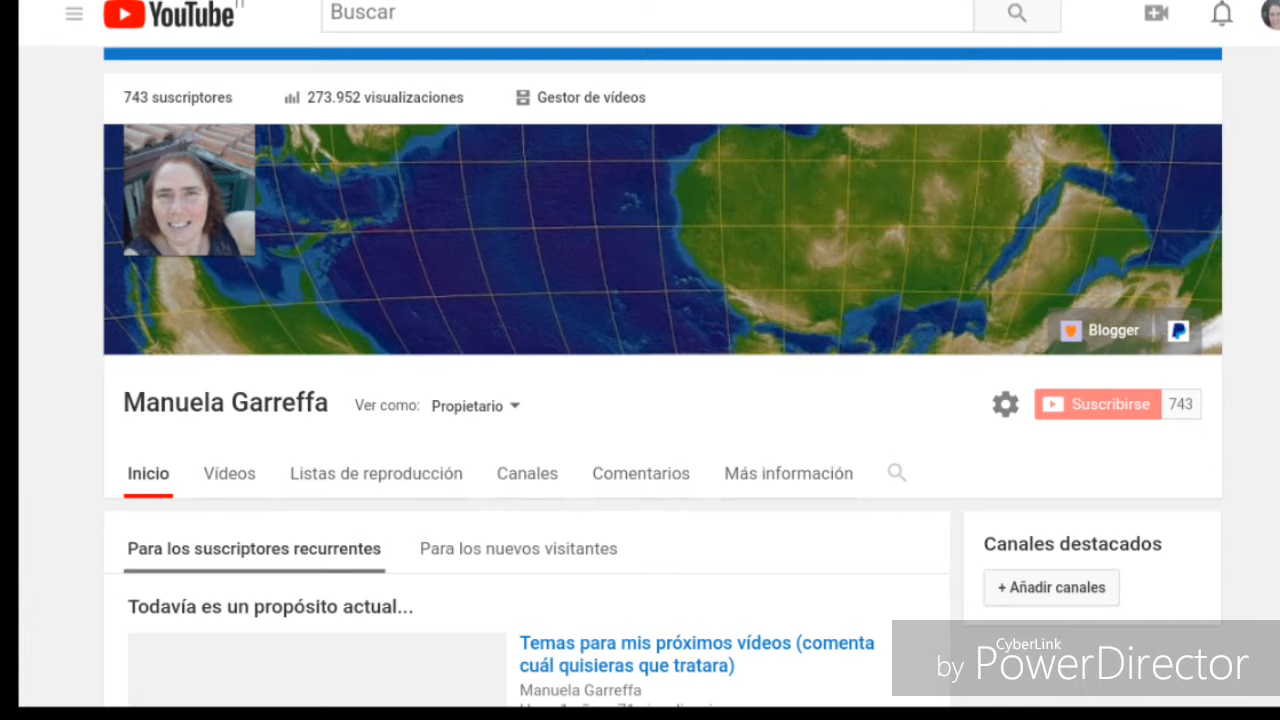 YouTube
Buscar
743 suscriptores
273.952 visualizaciones
Gestor de vídeos
Blogger
Manuela Garreffa
Ver como: Propietario
Suscribirse 743
Inicio
Vídeos
Listas de reproducción
Canales
Comentarios
Más información
Para los suscriptores recurrentes
Para los nuevos visitantes
Canales destacados
+ Añadir canales
Todavía es un propósito actual...
Temas para mis próximos vídeos (comenta
cuál quisieras que tratara)
Manuela Garreffa
CyberLink
by PowerDirector